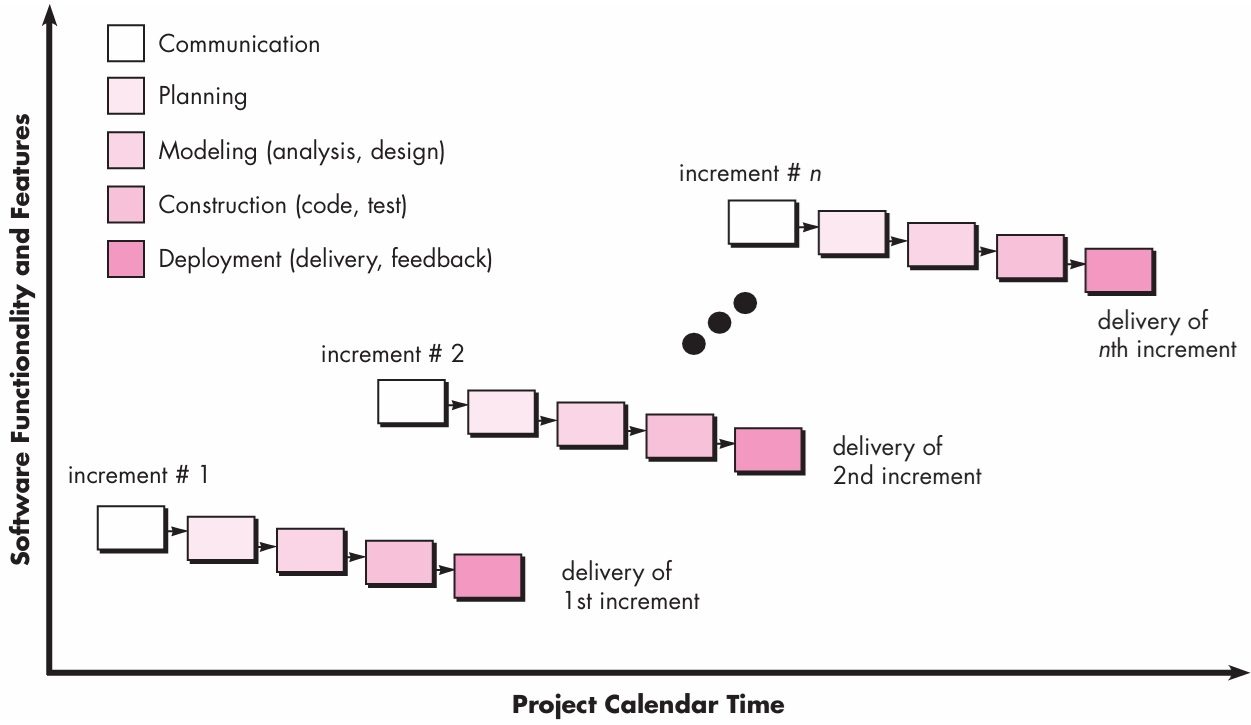 Communication
Planning
Modeling (analysis, design)
Construction (code, test)
Deployment (delivery, feedback)
Software Functionality and Features
increment # n
delivery of
nth increment
increment # 2
delivery of
2nd increment
increment # 1
delivery of
1st increment
Project Calendar Time